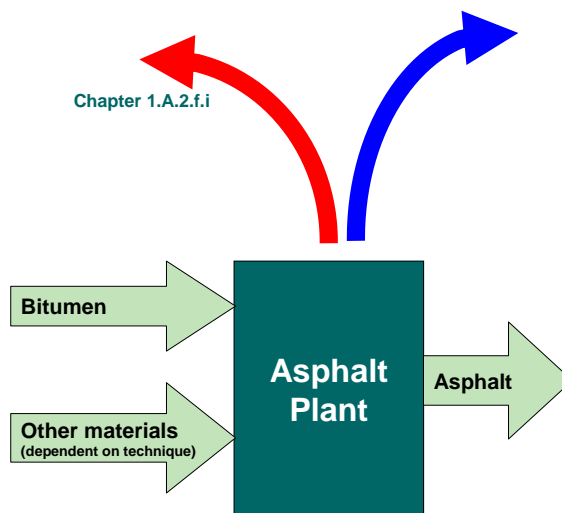 Chapter 1.A.2.f.i
Bitumen
Asphalt
Plant
Asphalt
Other materials
(dependent on technique)